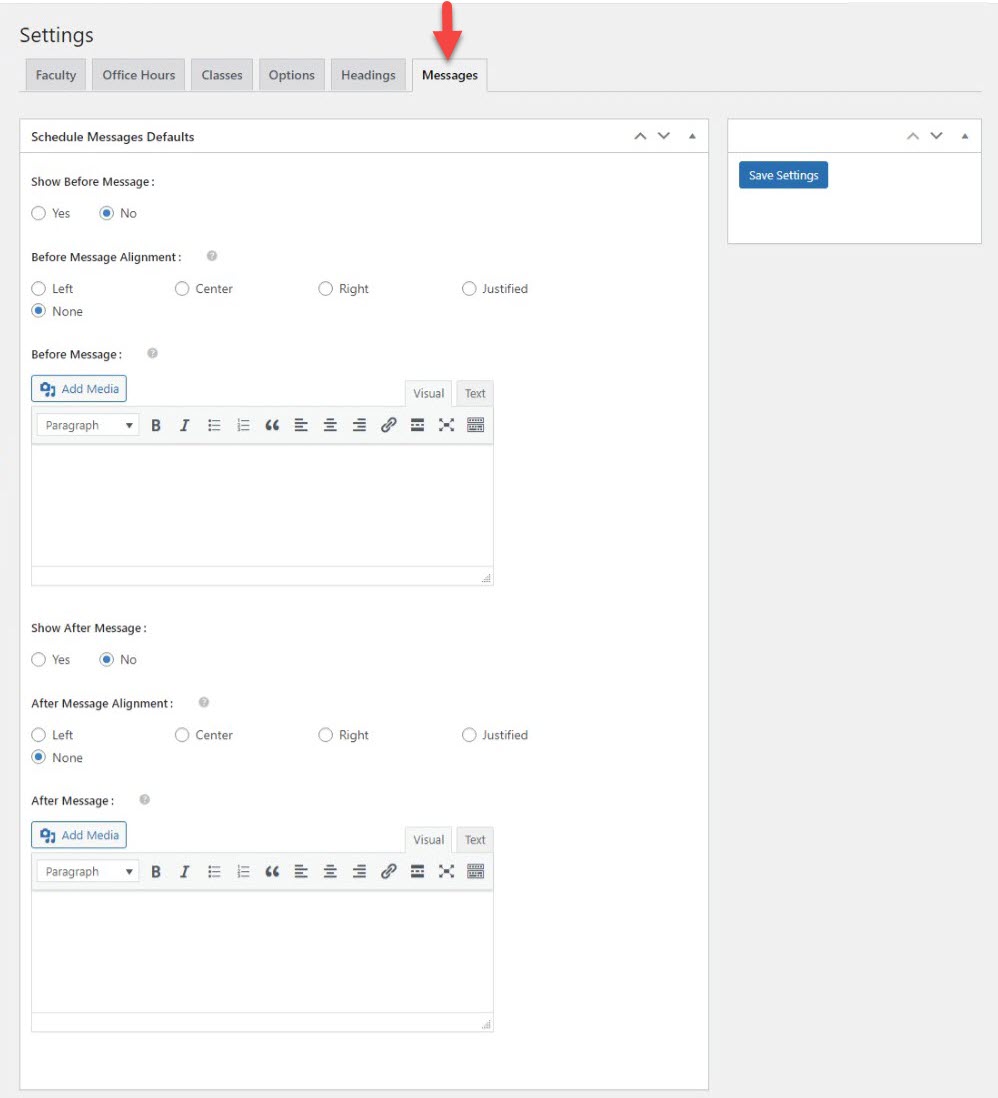 Settings
Faculty Office Hours Classes Options Headings Messages
Schedule Messages Defaults
Save Settings
Show Before Message :
Yes No
Before Message Alignment : ?
Left Center Right Justified
None
Before Message : ?
Add Media
Visual Text
Paragraph B I
Show After Message :
Yes No
After Message Alignment : ?
Left Center Right Justified
None
After Message : ?
Add Media
Visual Text
Paragraph B I